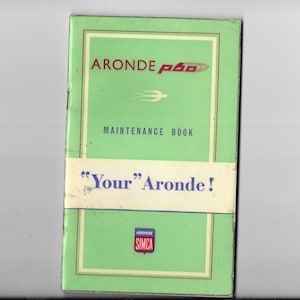 ARONDE P60
MAINTENANCE BOOK
"Your" Aronde!
ARONDE
SIMCA